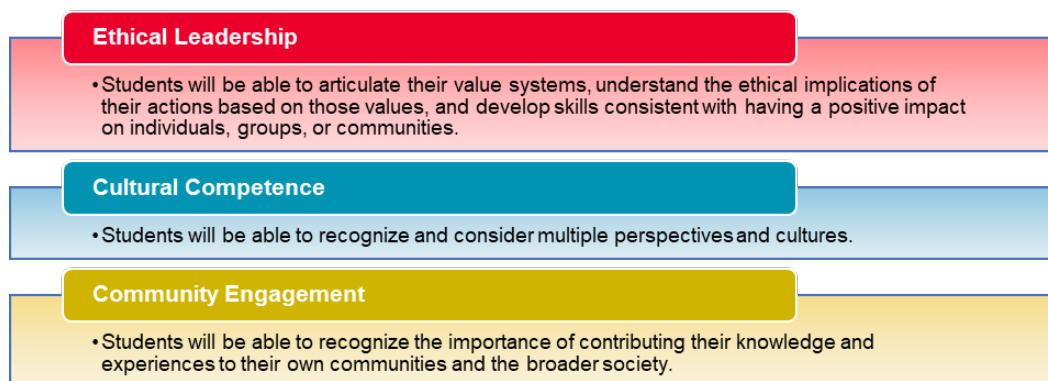 Ethical Leadership
•Students will be able to articulate their value systems, understand the ethical implications of
their actions based on those values, and develop skills consistent with having a positive impact
on individuals, groups, or communities.
Cultural Competence
•Students will be able to recognize and consider multiple perspectives and cultures.
Community Engagement
•Students will be able to recognize the importance of contributing their knowledge and
experiences to their own communities and the broader society.